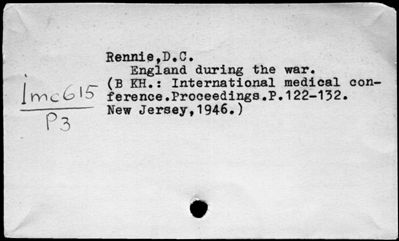 Rennie,D.C.
England during the war.
(B KH.: International medical con-
ference.Proceedings.P.122-132.
New Jersey,1946.)
Imc615
P3